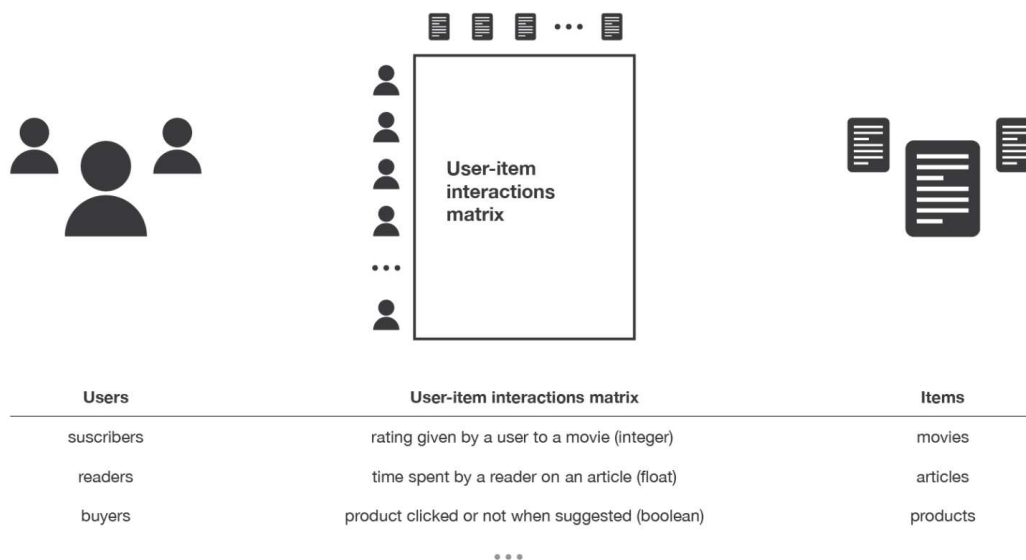 User-item
interactions
matrix
Users User-item interactions matrix Items
suscribers rating given by a user to a movie (integer) movies
readers time spent by a reader on an article (float) articles
buyers product clicked or not when suggested (boolean) products